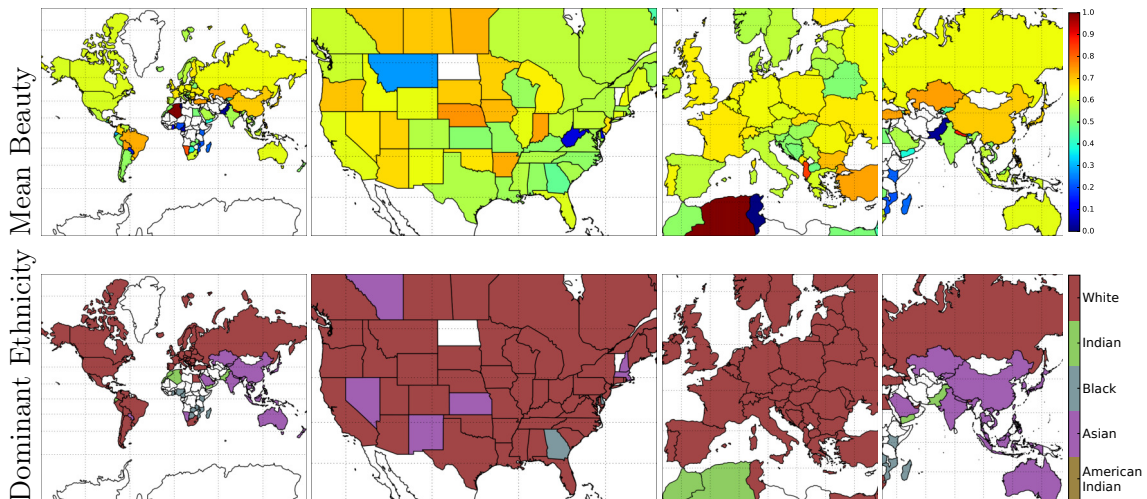 Mean Beauty
1.0
0.9
0.8
0.7
0.6
0.5
0.4
0.3
0.2
0.1
0.0
Dominant Ethnicity
White
Indian
Black
Asian
American
Indian